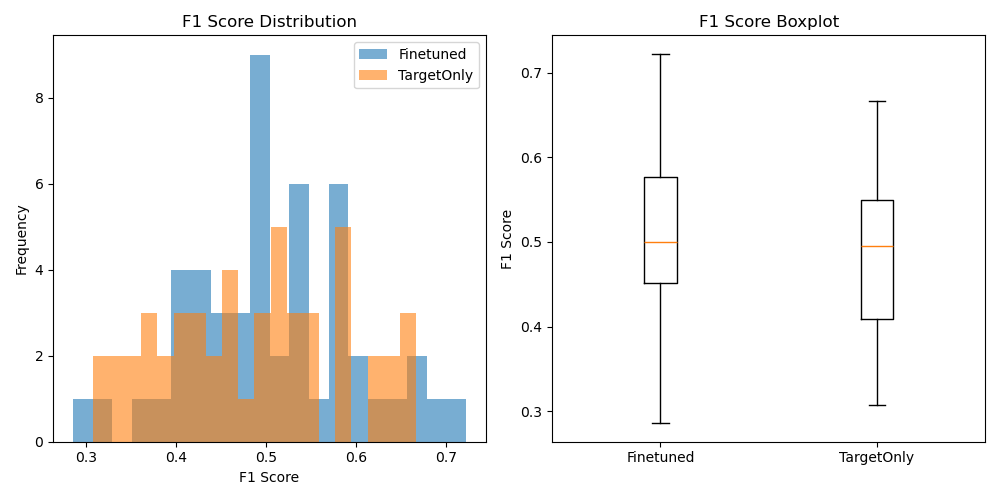 F1 Score Distribution
Finetuned
TargetOnly
Frequency
8
6
4
2
0
0.3 0.4 0.5 0.6 0.7
F1 Score
F1 Score Boxplot
F1 Score
0.7
0.6
0.5
0.4
0.3
Finetuned TargetOnly